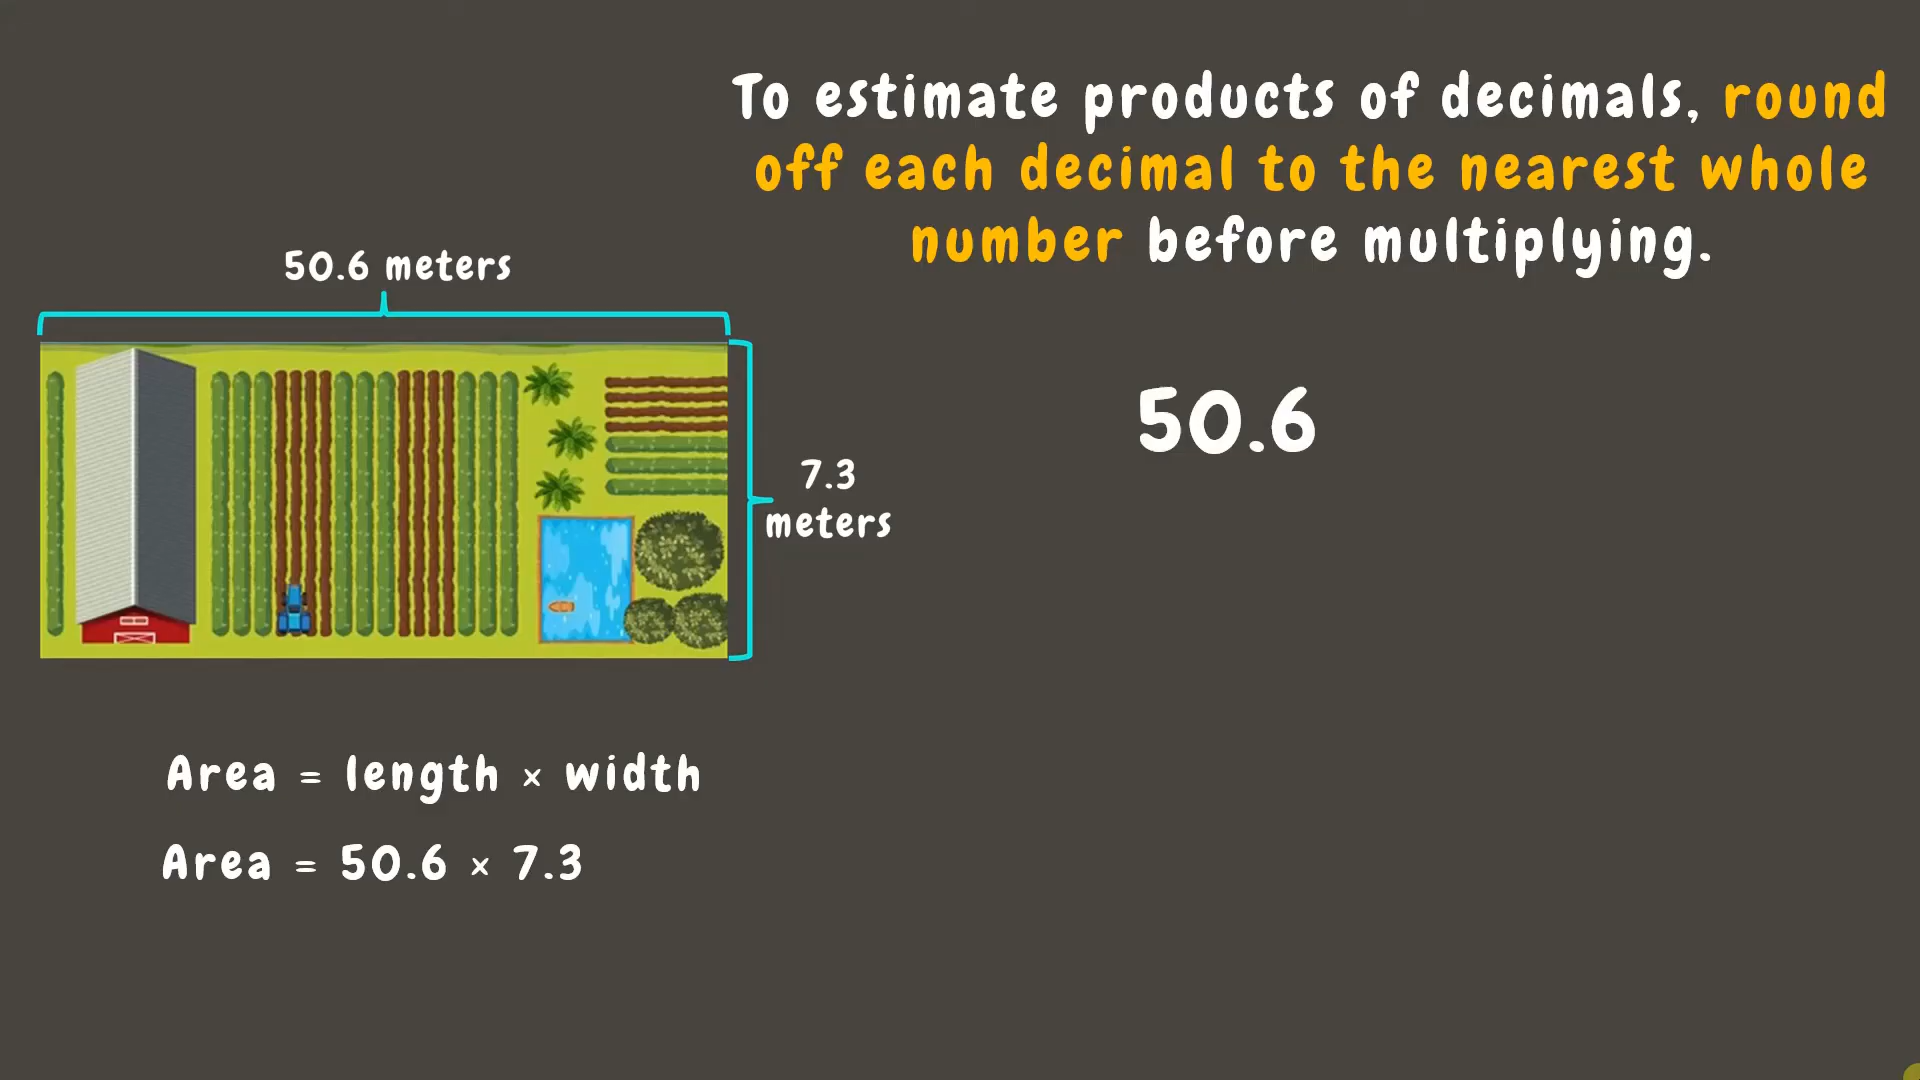 To estimate products of decimals, round
off each decimal to the nearest whole
number before multiplying.
50.6 meters
7.3
meters
50.6
Area = length × width
Area = 50.6 × 7.3